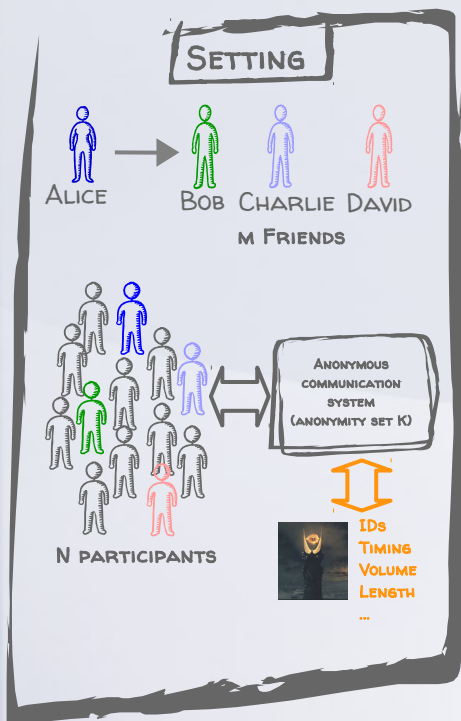 Setting
Alice
Bob Charlie David
m Friends
Anonymous
communication
system
(anonymity set K)
N participants
IDs
Timing
Volume
Length
...